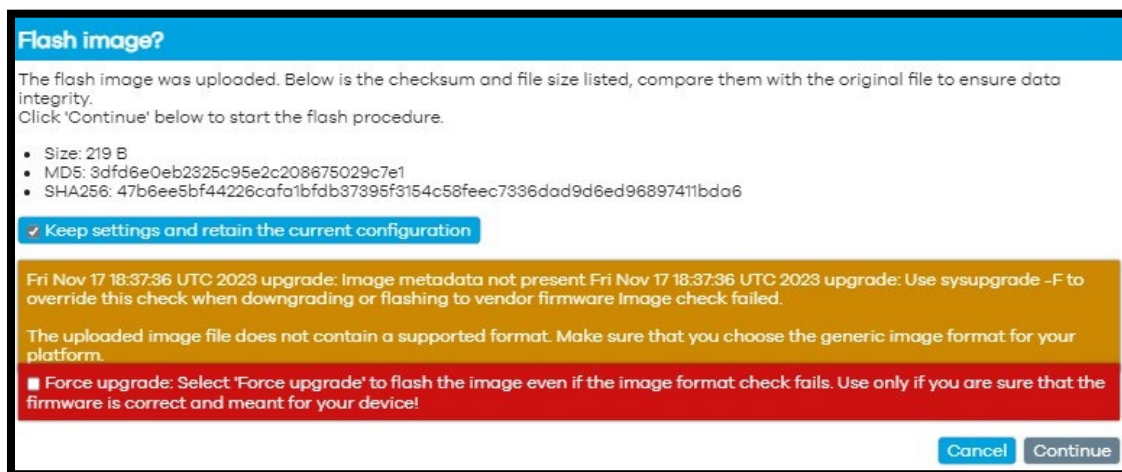 Flash image?
The flash image was uploaded. Below is the checksum and file size listed, compare them with the original file to ensure data
integrity.
Click 'Continue' below to start the flash procedure.
• Size: 219 B
• MD5: 3dfd6e0eb2325c95e2c208675029c7e1
• SHA256: 47b6ee5bf44226cafa1bfdb37395f3154c58feec7336dad9d6ed96897411bda6
Keep settings and retain the current configuration
Fri Nov 17 18:37:36 UTC 2023 upgrade: Image metadata not present Fri Nov 17 18:37:36 UTC 2023 upgrade: Use sysupgrade -F to
override this check when downgrading or flashing to vendor firmware Image check failed.
The uploaded image file does not contain a supported format. Make sure that you choose the generic image format for your
platform.
Force upgrade: Select 'Force upgrade' to flash the image even if the image format check fails. Use only if you are sure that the
firmware is correct and meant for your device!
Cancel Continue